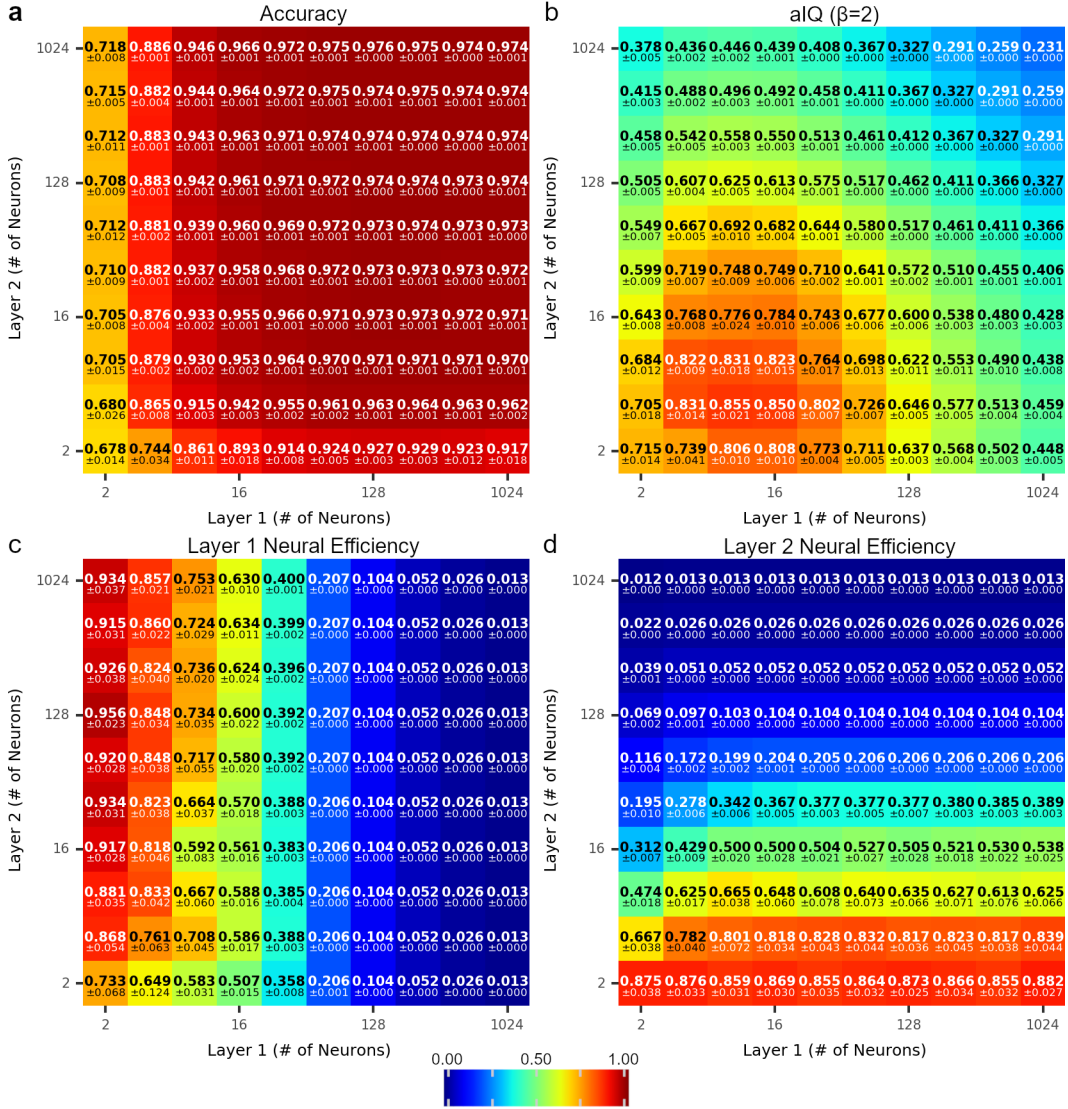 a Accuracy
1024
0.718 0.886 0.946 0.966 0.972 0.975 0.976 0.975 0.974 0.974
±0.008 ±0.001 ±0.001 ±0.001 ±0.001 ±0.001 ±0.001 ±0.001 ±0.001 ±0.001
0.715 0.882 0.944 0.964 0.972 0.975 0.974 0.975 0.974 0.974
±0.005 ±0.004 ±0.001 ±0.001 ±0.001 ±0.001 ±0.001 ±0.001 ±0.001 ±0.001
0.712 0.883 0.943 0.963 0.971 0.974 0.974 0.974 0.974 0.974
±0.011 ±0.001 ±0.001 ±0.001 ±0.001 ±0.001 ±0.000 ±0.001 ±0.000 ±0.001
128
0.708 0.883 0.942 0.961 0.971 0.972 0.974 0.974 0.973 0.974
±0.009 ±0.001 ±0.001 ±0.001 ±0.001 ±0.001 ±0.001 ±0.000 ±0.000 ±0.001
0.712 0.881 0.939 0.960 0.969 0.972 0.973 0.974 0.973 0.973
±0.012 ±0.002 ±0.001 ±0.001 ±0.001 ±0.001 ±0.001 ±0.000 ±0.001 ±0.000
0.710 0.882 0.937 0.958 0.968 0.972 0.973 0.973 0.973 0.972
±0.009 ±0.002 ±0.001 ±0.001 ±0.001 ±0.001 ±0.000 ±0.001 ±0.000 ±0.001
16
0.705 0.876 0.933 0.955 0.966 0.971 0.973 0.973 0.972 0.971
±0.008 ±0.004 ±0.002 ±0.001 ±0.001 ±0.001 ±0.001 ±0.001 ±0.000 ±0.001
0.705 0.879 0.930 0.953 0.964 0.970 0.971 0.971 0.971 0.970
±0.015 ±0.002 ±0.002 ±0.002 ±0.001 ±0.001 ±0.000 ±0.001 ±0.001 ±0.000
0.680 0.865 0.915 0.942 0.955 0.961 0.963 0.964 0.963 0.962
±0.026 ±0.008 ±0.003 ±0.002 ±0.002 ±0.001 ±0.001 ±0.001 ±0.001 ±0.001
2
0.678 0.744 0.861 0.893 0.914 0.924 0.927 0.929 0.923 0.917
±0.014 ±0.034 ±0.011 ±0.013 ±0.008 ±0.005 ±0.003 ±0.003 ±0.012 ±0.018
2 16 128 1024
Layer 1 (# of Neurons)
Layer 2 (# of Neurons)
b aIQ (β=2)
1024
0.378 0.436 0.446 0.439 0.408 0.367 0.327 0.291 0.259 0.231
±0.005 ±0.002 ±0.002 ±0.001 ±0.001 ±0.000 ±0.000 ±0.000 ±0.000 ±0.000
0.415 0.488 0.496 0.492 0.458 0.411 0.367 0.327 0.291 0.259
±0.003 ±0.002 ±0.003 ±0.001 ±0.001 ±0.000 ±0.000 ±0.000 ±0.000 ±0.000
0.458 0.542 0.558 0.550 0.513 0.461 0.412 0.367 0.327 0.291
±0.004 ±0.004 ±0.003 ±0.004 ±0.001 ±0.000 ±0.000 ±0.000 ±0.000 ±0.000
128
0.505 0.607 0.625 0.613 0.575 0.517 0.462 0.411 0.366 0.327
±0.005 ±0.004 ±0.005 ±0.004 ±0.001 ±0.000 ±0.000 ±0.000 ±0.000 ±0.000
0.549 0.667 0.692 0.682 0.644 0.580 0.517 0.461 0.411 0.366
±0.007 ±0.005 ±0.010 ±0.004 ±0.001 ±0.000 ±0.000 ±0.000 ±0.000 ±0.000
0.599 0.719 0.748 0.749 0.710 0.641 0.572 0.510 0.455 0.406
±0.009 ±0.007 ±0.009 ±0.006 ±0.002 ±0.001 ±0.002 ±0.001 ±0.001 ±0.001
16
0.643 0.768 0.776 0.784 0.743 0.677 0.600 0.538 0.480 0.428
±0.008 ±0.008 ±0.024 ±0.010 ±0.006 ±0.006 ±0.006 ±0.003 ±0.003 ±0.003
0.684 0.822 0.831 0.823 0.764 0.698 0.622 0.553 0.490 0.438
±0.002 ±0.009 ±0.018 ±0.015 ±0.017 ±0.013 ±0.011 ±0.011 ±0.010 ±0.008
0.705 0.831 0.855 0.850 0.802 0.726 0.646 0.577 0.513 0.459
±0.018 ±0.014 ±0.021 ±0.008 ±0.007 ±0.007 ±0.005 ±0.005 ±0.004 ±0.004
2
0.715 0.739 0.806 0.808 0.773 0.711 0.637 0.568 0.502 0.448
±0.014 ±0.041 ±0.010 ±0.010 ±0.004 ±0.005 ±0.003 ±0.004 ±0.003 ±0.005
2 16 128 1024
Layer 1 (# of Neurons)
Layer 2 (# of Neurons)
c Layer 1 Neural Efficiency
1024
0.934 0.857 0.753 0.630 0.400 0.207 0.104 0.052 0.026 0.013
±0.037 ±0.021 ±0.021 ±0.010 ±0.001 ±0.000 ±0.000 ±0.000 ±0.000 ±0.000
0.915 0.860 0.724 0.634 0.399 0.207 0.104 0.052 0.026 0.013
±0.031 ±0.022 ±0.029 ±0.011 ±0.002 ±0.000 ±0.000 ±0.000 ±0.000 ±0.000
0.926 0.824 0.736 0.624 0.396 0.207 0.104 0.052 0.026 0.013
±0.038 ±0.040 ±0.020 ±0.024 ±0.002 ±0.000 ±0.000 ±0.000 ±0.000 ±0.000
128
0.956 0.848 0.734 0.600 0.392 0.207 0.104 0.052 0.026 0.013
±0.023 ±0.034 ±0.035 ±0.022 ±0.002 ±0.000 ±0.000 ±0.000 ±0.000 ±0.000
0.920 0.848 0.717 0.580 0.392 0.207 0.104 0.052 0.026 0.013
±0.028 ±0.038 ±0.055 ±0.020 ±0.002 ±0.000 ±0.000 ±0.000 ±0.000 ±0.000
0.934 0.823 0.664 0.570 0.388 0.206 0.104 0.052 0.026 0.013
±0.031 ±0.038 ±0.037 ±0.018 ±0.003 ±0.000 ±0.000 ±0.000 ±0.000 ±0.000
16
0.917 0.818 0.592 0.561 0.383 0.206 0.104 0.052 0.026 0.013
±0.028 ±0.046 ±0.083 ±0.016 ±0.003 ±0.000 ±0.000 ±0.000 ±0.000 ±0.000
0.881 0.833 0.667 0.588 0.385 0.206 0.104 0.052 0.026 0.013
±0.035 ±0.042 ±0.060 ±0.016 ±0.004 ±0.000 ±0.000 ±0.000 ±0.000 ±0.000
0.868 0.761 0.708 0.586 0.388 0.206 0.104 0.052 0.026 0.013
±0.054 ±0.063 ±0.045 ±0.017 ±0.003 ±0.000 ±0.000 ±0.000 ±0.000 ±0.000
2
0.733 0.649 0.583 0.507 0.358 0.206 0.104 0.052 0.026 0.013
±0.068 ±0.124 ±0.031 ±0.015 ±0.008 ±0.001 ±0.000 ±0.000 ±0.000 ±0.000
2 16 128 1024
Layer 1 (# of Neurons)
Layer 2 (# of Neurons)
d Layer 2 Neural Efficiency
1024
0.012 0.013 0.013 0.013 0.013 0.013 0.013 0.013 0.013 0.013
±0.000 ±0.000 ±0.000 ±0.000 ±0.000 ±0.000 ±0.000 ±0.000 ±0.000 ±0.000
0.022 0.026 0.026 0.026 0.026 0.026 0.026 0.026 0.026 0.026
±0.000 ±0.000 ±0.000 ±0.000 ±0.000 ±0.000 ±0.000 ±0.000 ±0.000 ±0.000
0.039 0.051 0.052 0.052 0.052 0.052 0.052 0.052 0.052 0.052
±0.001 ±0.000 ±0.000 ±0.000 ±0.000 ±0.000 ±0.000 ±0.000 ±0.000 ±0.000
128
0.069 0.097 0.103 0.104 0.104 0.104 0.104 0.104 0.104 0.104
±0.002 ±0.001 ±0.000 ±0.000 ±0.000 ±0.000 ±0.000 ±0.000 ±0.000 ±0.000
0.116 0.172 0.199 0.204 0.205 0.206 0.206 0.206 0.206 0.206
±0.004 ±0.002 ±0.002 ±0.001 ±0.000 ±0.000 ±0.000 ±0.000 ±0.000 ±0.000
0.195 0.278 0.342 0.367 0.377 0.377 0.377 0.380 0.385 0.389
±0.010 ±0.006 ±0.006 ±0.005 ±0.005 ±0.005 ±0.007 ±0.003 ±0.003 ±0.003
16
0.312 0.429 0.500 0.500 0.504 0.527 0.505 0.521 0.530 0.538
±0.007 ±0.009 ±0.020 ±0.028 ±0.027 ±0.028 ±0.028 ±0.018 ±0.022 ±0.025
0.474 0.625 0.665 0.648 0.608 0.640 0.635 0.627 0.613 0.625
±0.018 ±0.017 ±0.038 ±0.061 ±0.078 ±0.073 ±0.066 ±0.071 ±0.076 ±0.066
0.667 0.782 0.801 0.818 0.828 0.832 0.817 0.823 0.817 0.839
±0.038 ±0.040 ±0.072 ±0.034 ±0.043 ±0.044 ±0.036 ±0.045 ±0.038 ±0.044
2
0.875 0.876 0.859 0.869 0.855 0.864 0.873 0.866 0.855 0.882
±0.038 ±0.033 ±0.031 ±0.035 ±0.034 ±0.032 ±0.025 ±0.034 ±0.032 ±0.027
2 16 128 1024
Layer 1 (# of Neurons)
Layer 2 (# of Neurons)
0.00 0.50 1.00